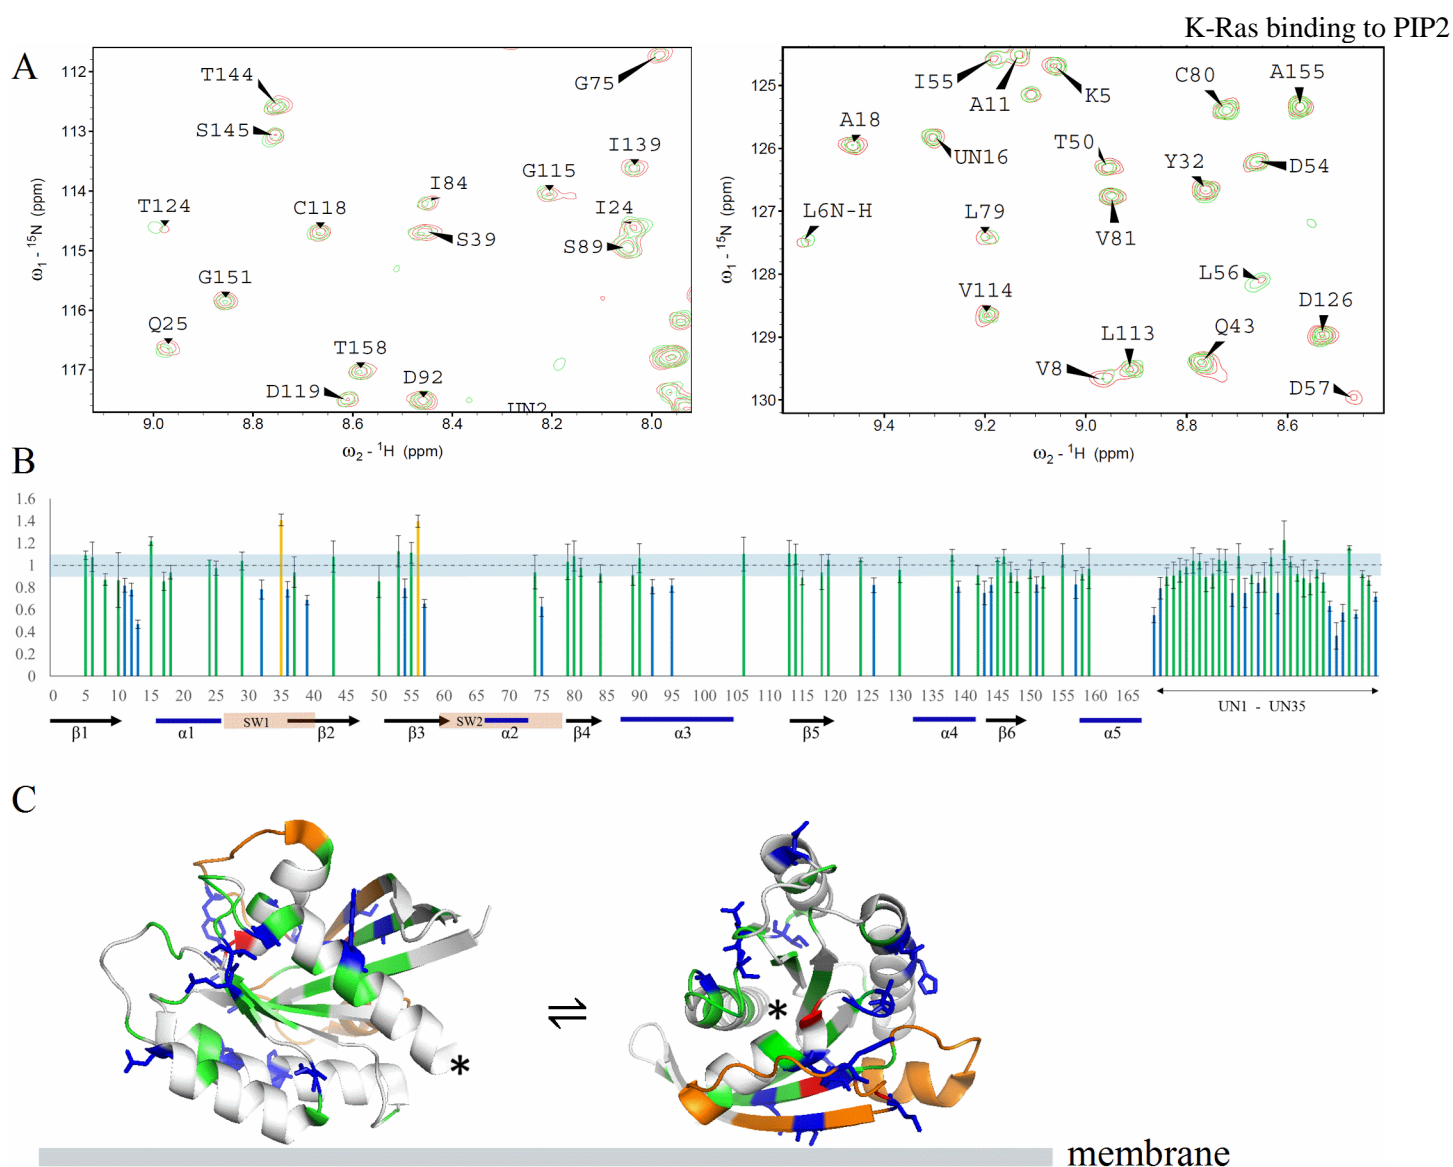 K-Ras binding to PIP2
A
112
113
114
115
116
117
ω1 - 15N (ppm)
T144
S145
G75
I139
G115
I84
I24
T124
C118
S39
S89
G151
Q25
T158
D119
D92
UN2
9.0 8.8 8.6 8.4 8.2 8.0
ω2 - 1H (ppm)
125
126
127
128
129
130
ω1 - 15N (ppm)
I55
A11
K5
C80
A155
A18
UN16
T50
Y32
D54
L6N-H
L79
V81
L56
V114
D126
L113
Q43
V8
D57
9.4 9.2 9.0 8.8 8.6
ω2 - 1H (ppm)
B
1.6
1.4
1.2
1
0.8
0.6
0.4
0.2
0
0 5 10 15 20 25 30 35 40 45 50 55 60 65 70 75 80 85 90 95 100 105 110 115 120 125 130 135 140 145 150 155 160 165
UN1 - UN35
SW1 SW2
β1 α1 β2 β3 α2 β4 α3 β5 α4 β6 α5
C
*
⇌
*
membrane